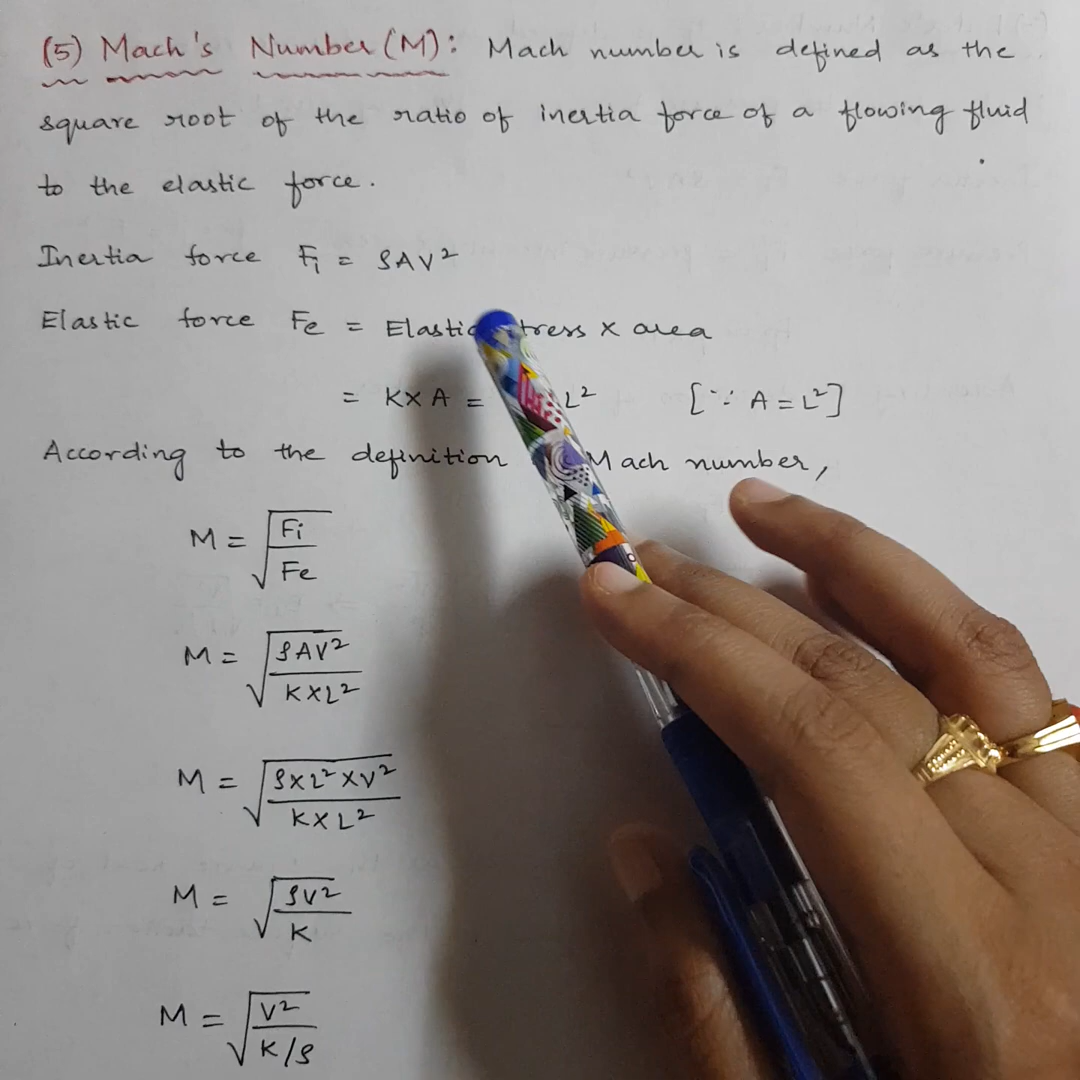 (5) Mach's Number (M): Mach number is defined as the
square root of the ratio of inertia force of a flowing fluid
to the elastic force.
Inertia force Fi = ρAV²
Elastic force Fe = Elastic stress × area
= K×A = L² [∵ A = L²]
According to the definition Mach number,
M = √(Fi/Fe)
M = √(ρAV²/K×L²)
M = √(ρ×L²×V²/K×L²)
M = √(ρV²/K)
M = √(V²/K/ρ)